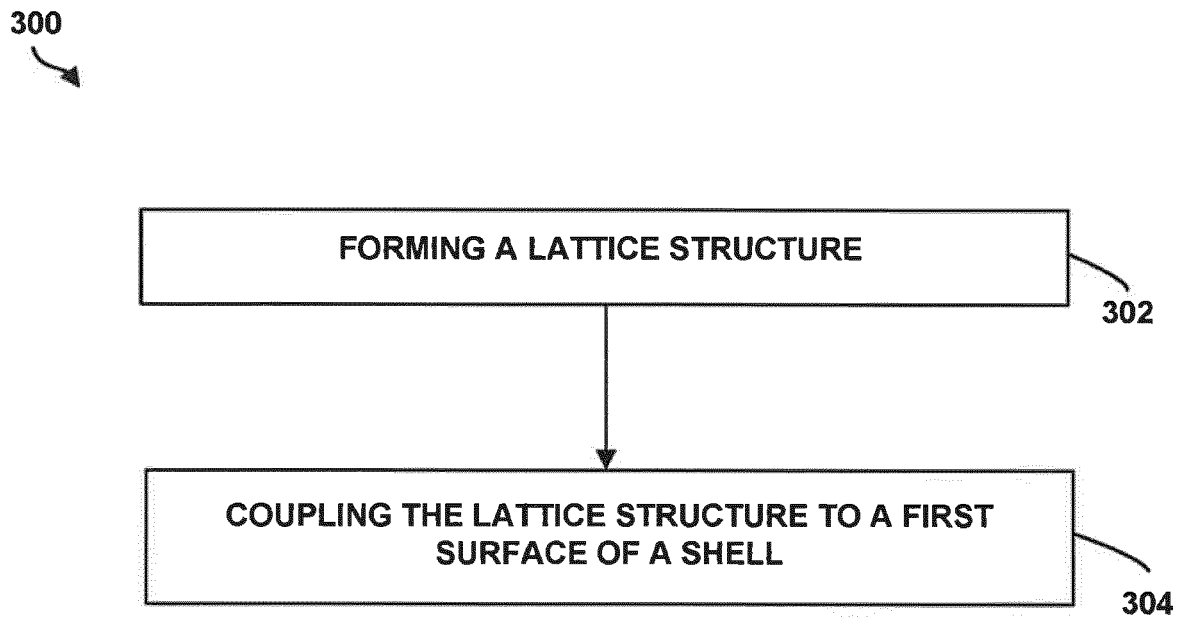 300
FORMING A LATTICE STRUCTURE
302
COUPLING THE LATTICE STRUCTURE TO A FIRST
SURFACE OF A SHELL
304